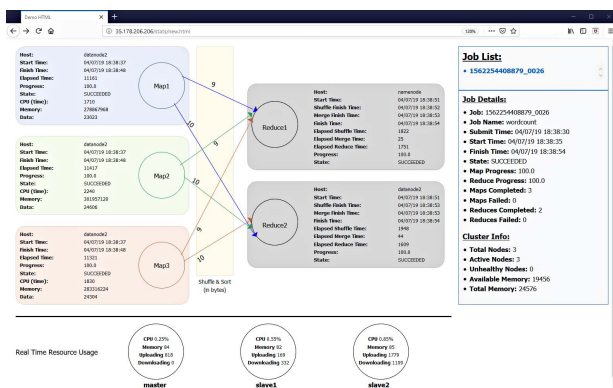 Demo HTML
35.178.206.206/stats/new.html
120%
Host: datenode2
Start Time: 04/07/19 18:38:37
Finish Time: 04/07/19 18:38:48
Elapsed Time: 11161
Progress: 100.0
State: SUCCEEDED
CPU (time): 1710
Memory: 278867968
Data: 23023
Map1
Host: datenode2
Start Time: 04/07/19 18:38:37
Finish Time: 04/07/19 18:38:48
Elapsed Time: 11417
Progress: 100.0
State: SUCCEEDED
CPU (time): 2240
Memory: 301957120
Data: 24606
Map2
Host: datenode2
Start Time: 04/07/19 18:38:37
Finish Time: 04/07/19 18:38:48
Elapsed Time: 11321
Progress: 100.0
State: SUCCEEDED
CPU (time): 1830
Memory: 283316224
Data: 24304
Map3
9
10
9
10
9
10
Shuffle & Sort
(in bytes)
Reduce1
Host: namenode
Start Time: 04/07/19 18:38:51
Shuffle Finish Time: 04/07/19 18:38:52
Merge Finish Time: 04/07/19 18:38:53
Finish Time: 04/07/19 18:38:54
Elapsed Shuffle Time: 1822
Elapsed Merge Time: 25
Elapsed Reduce Time: 1751
Progress: 100.0
State: SUCCEEDED
Reduce2
Host: datenode2
Start Time: 04/07/19 18:38:51
Shuffle Finish Time: 04/07/19 18:38:53
Merge Finish Time: 04/07/19 18:38:53
Finish Time: 04/07/19 18:38:54
Elapsed Shuffle Time: 1948
Elapsed Merge Time: 44
Elapsed Reduce Time: 1609
Progress: 100.0
State: SUCCEEDED
Job List:
• 1562254408879_0026
Job Details:
• Job: 1562254408879_0026
• Job Name: wordcount
• Submit Time: 04/07/19 18:38:30
• Start Time: 04/07/19 18:38:35
• Finish Time: 04/07/19 18:38:54
• State: SUCCEEDED
• Map Progress: 100.0
• Reduce Progress: 100.0
• Maps Completed: 3
• Maps Failed: 0
• Reduces Completed: 2
• Reduces Failed: 0
Cluster Info:
• Total Nodes: 3
• Active Nodes: 3
• Unhealthy Nodes: 0
• Available Memory: 19456
• Total Memory: 24576
Real Time Resource Usage
CPU 0.25%
Memory 84
Uploading 818
Downloading 0
master
CPU 0.55%
Memory 82
Uploading 169
Downloading 332
slave1
CPU 0.85%
Memory 85
Uploading 1779
Downloading 1109
slave2